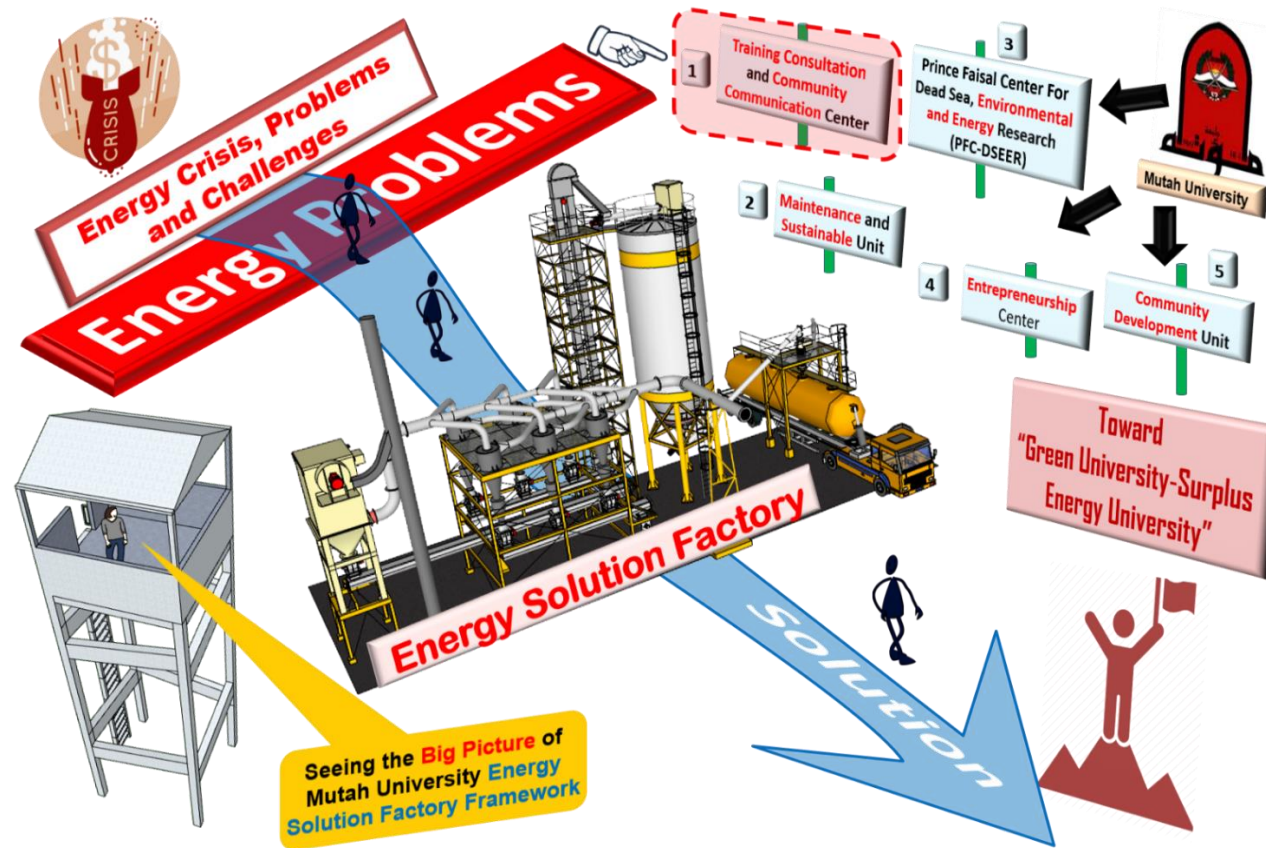 $
CRISIS
Energy Crisis, Problems
and Challenges
Energy Problems
1
Training Consultation
and Community
Communication Center
3
Prince Faisal Center For
Dead Sea, Environmental
and Energy Research
(PFC-DSEER)
Mutah University
2
Maintenance and
Sustainable Unit
4
Entrepreneurship
Center
5
Community
Development Unit
Toward
"Green University-Surplus
Energy University"
Energy Solution Factory
Solution
Seeing the Big Picture of
Mutah University Energy
Solution Factory Framework